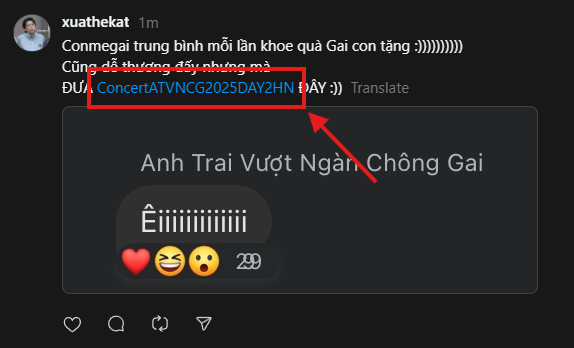 xuathekat 1m
Conmegai trung bình mỗi lần khoe quà Gai con tặng :))))))))))
Cũng dễ thương đấy nhưng mà
ĐƯA ConcertATVNCG2025DAY2HN ĐÂY :)) Translate
Anh Trai Vượt Ngàn Chông Gai
Êiiiiiiiiiiiii
299